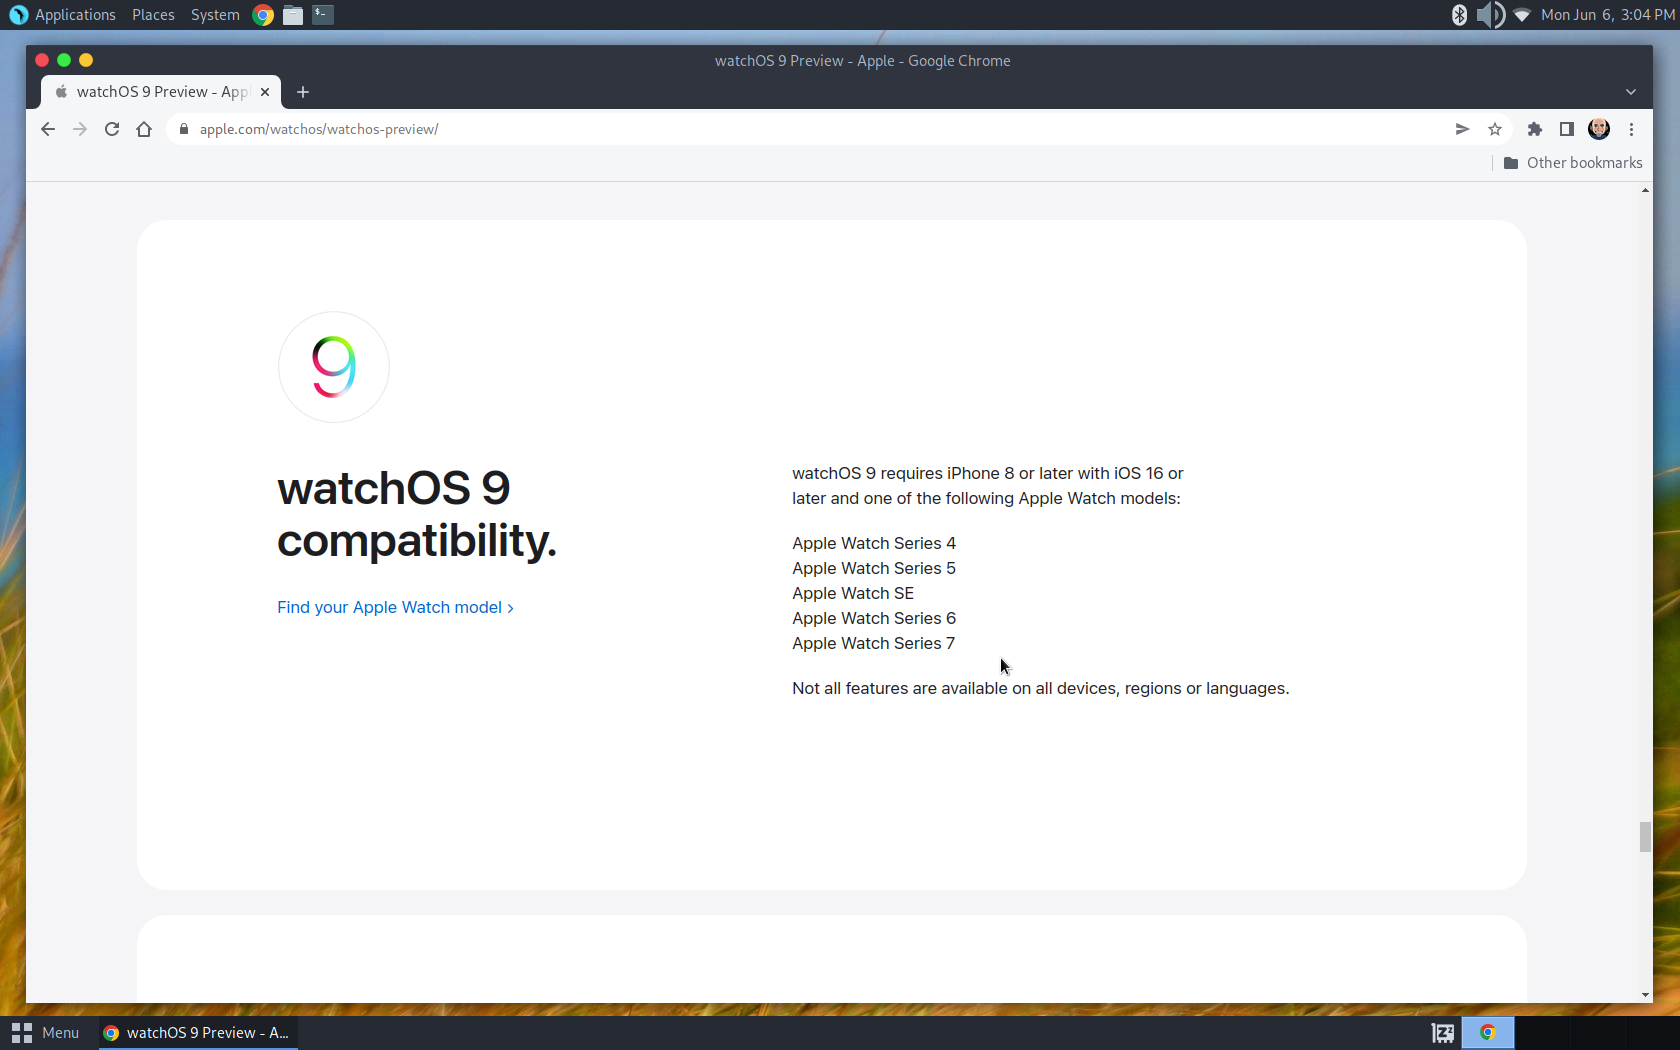 Applications Places System
Mon Jun 6, 3:04 PM
watchOS 9 Preview - Apple - Google Chrome
watchOS 9 Preview - Appl
apple.com/watchos/watchos-preview/
Other bookmarks
9
watchOS 9
compatibility.
Find your Apple Watch model ›
watchOS 9 requires iPhone 8 or later with iOS 16 or
later and one of the following Apple Watch models:
Apple Watch Series 4
Apple Watch Series 5
Apple Watch SE
Apple Watch Series 6
Apple Watch Series 7
Not all features are available on all devices, regions or languages.
Menu
watchOS 9 Preview - A...